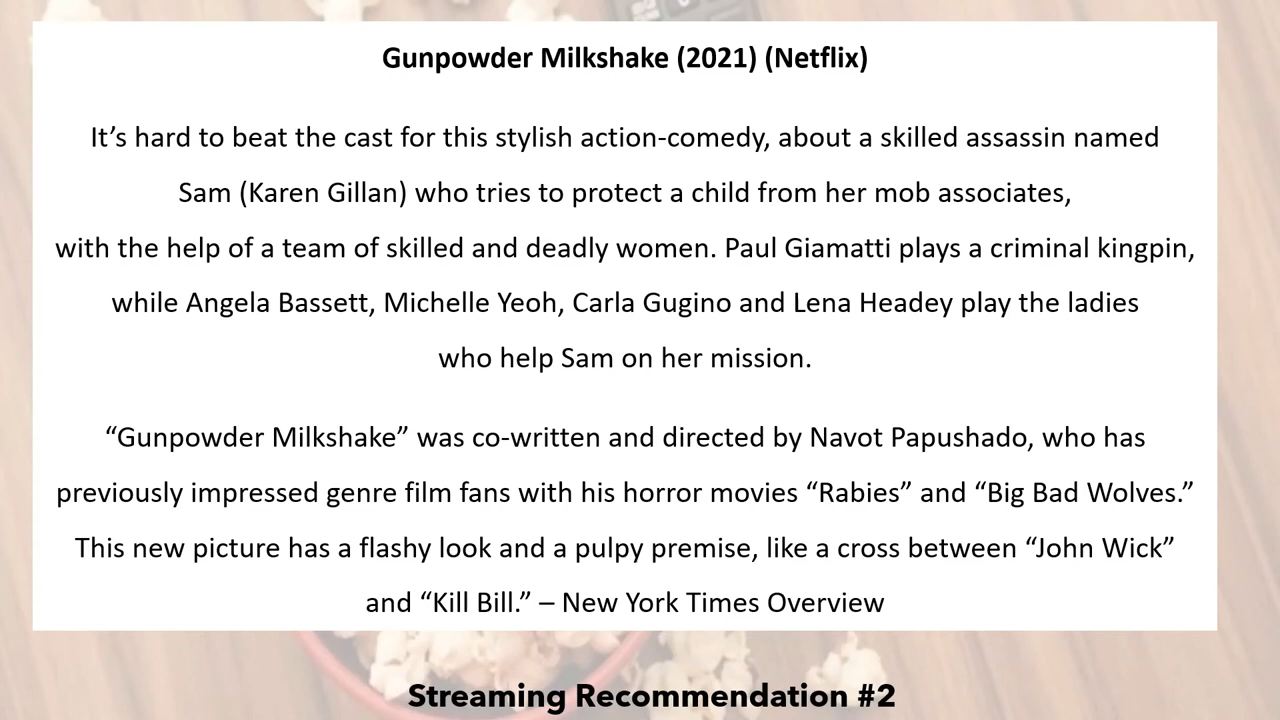 Gunpowder Milkshake (2021) (Netflix)
It’s hard to beat the cast for this stylish action-comedy, about a skilled assassin named
Sam (Karen Gillan) who tries to protect a child from her mob associates,
with the help of a team of skilled and deadly women. Paul Giamatti plays a criminal kingpin,
while Angela Bassett, Michelle Yeoh, Carla Gugino and Lena Headey play the ladies
who help Sam on her mission.
“Gunpowder Milkshake” was co-written and directed by Navot Papushado, who has
previously impressed genre film fans with his horror movies “Rabies” and “Big Bad Wolves.”
This new picture has a flashy look and a pulpy premise, like a cross between “John Wick”
and “Kill Bill.” – New York Times Overview
Streaming Recommendation #2